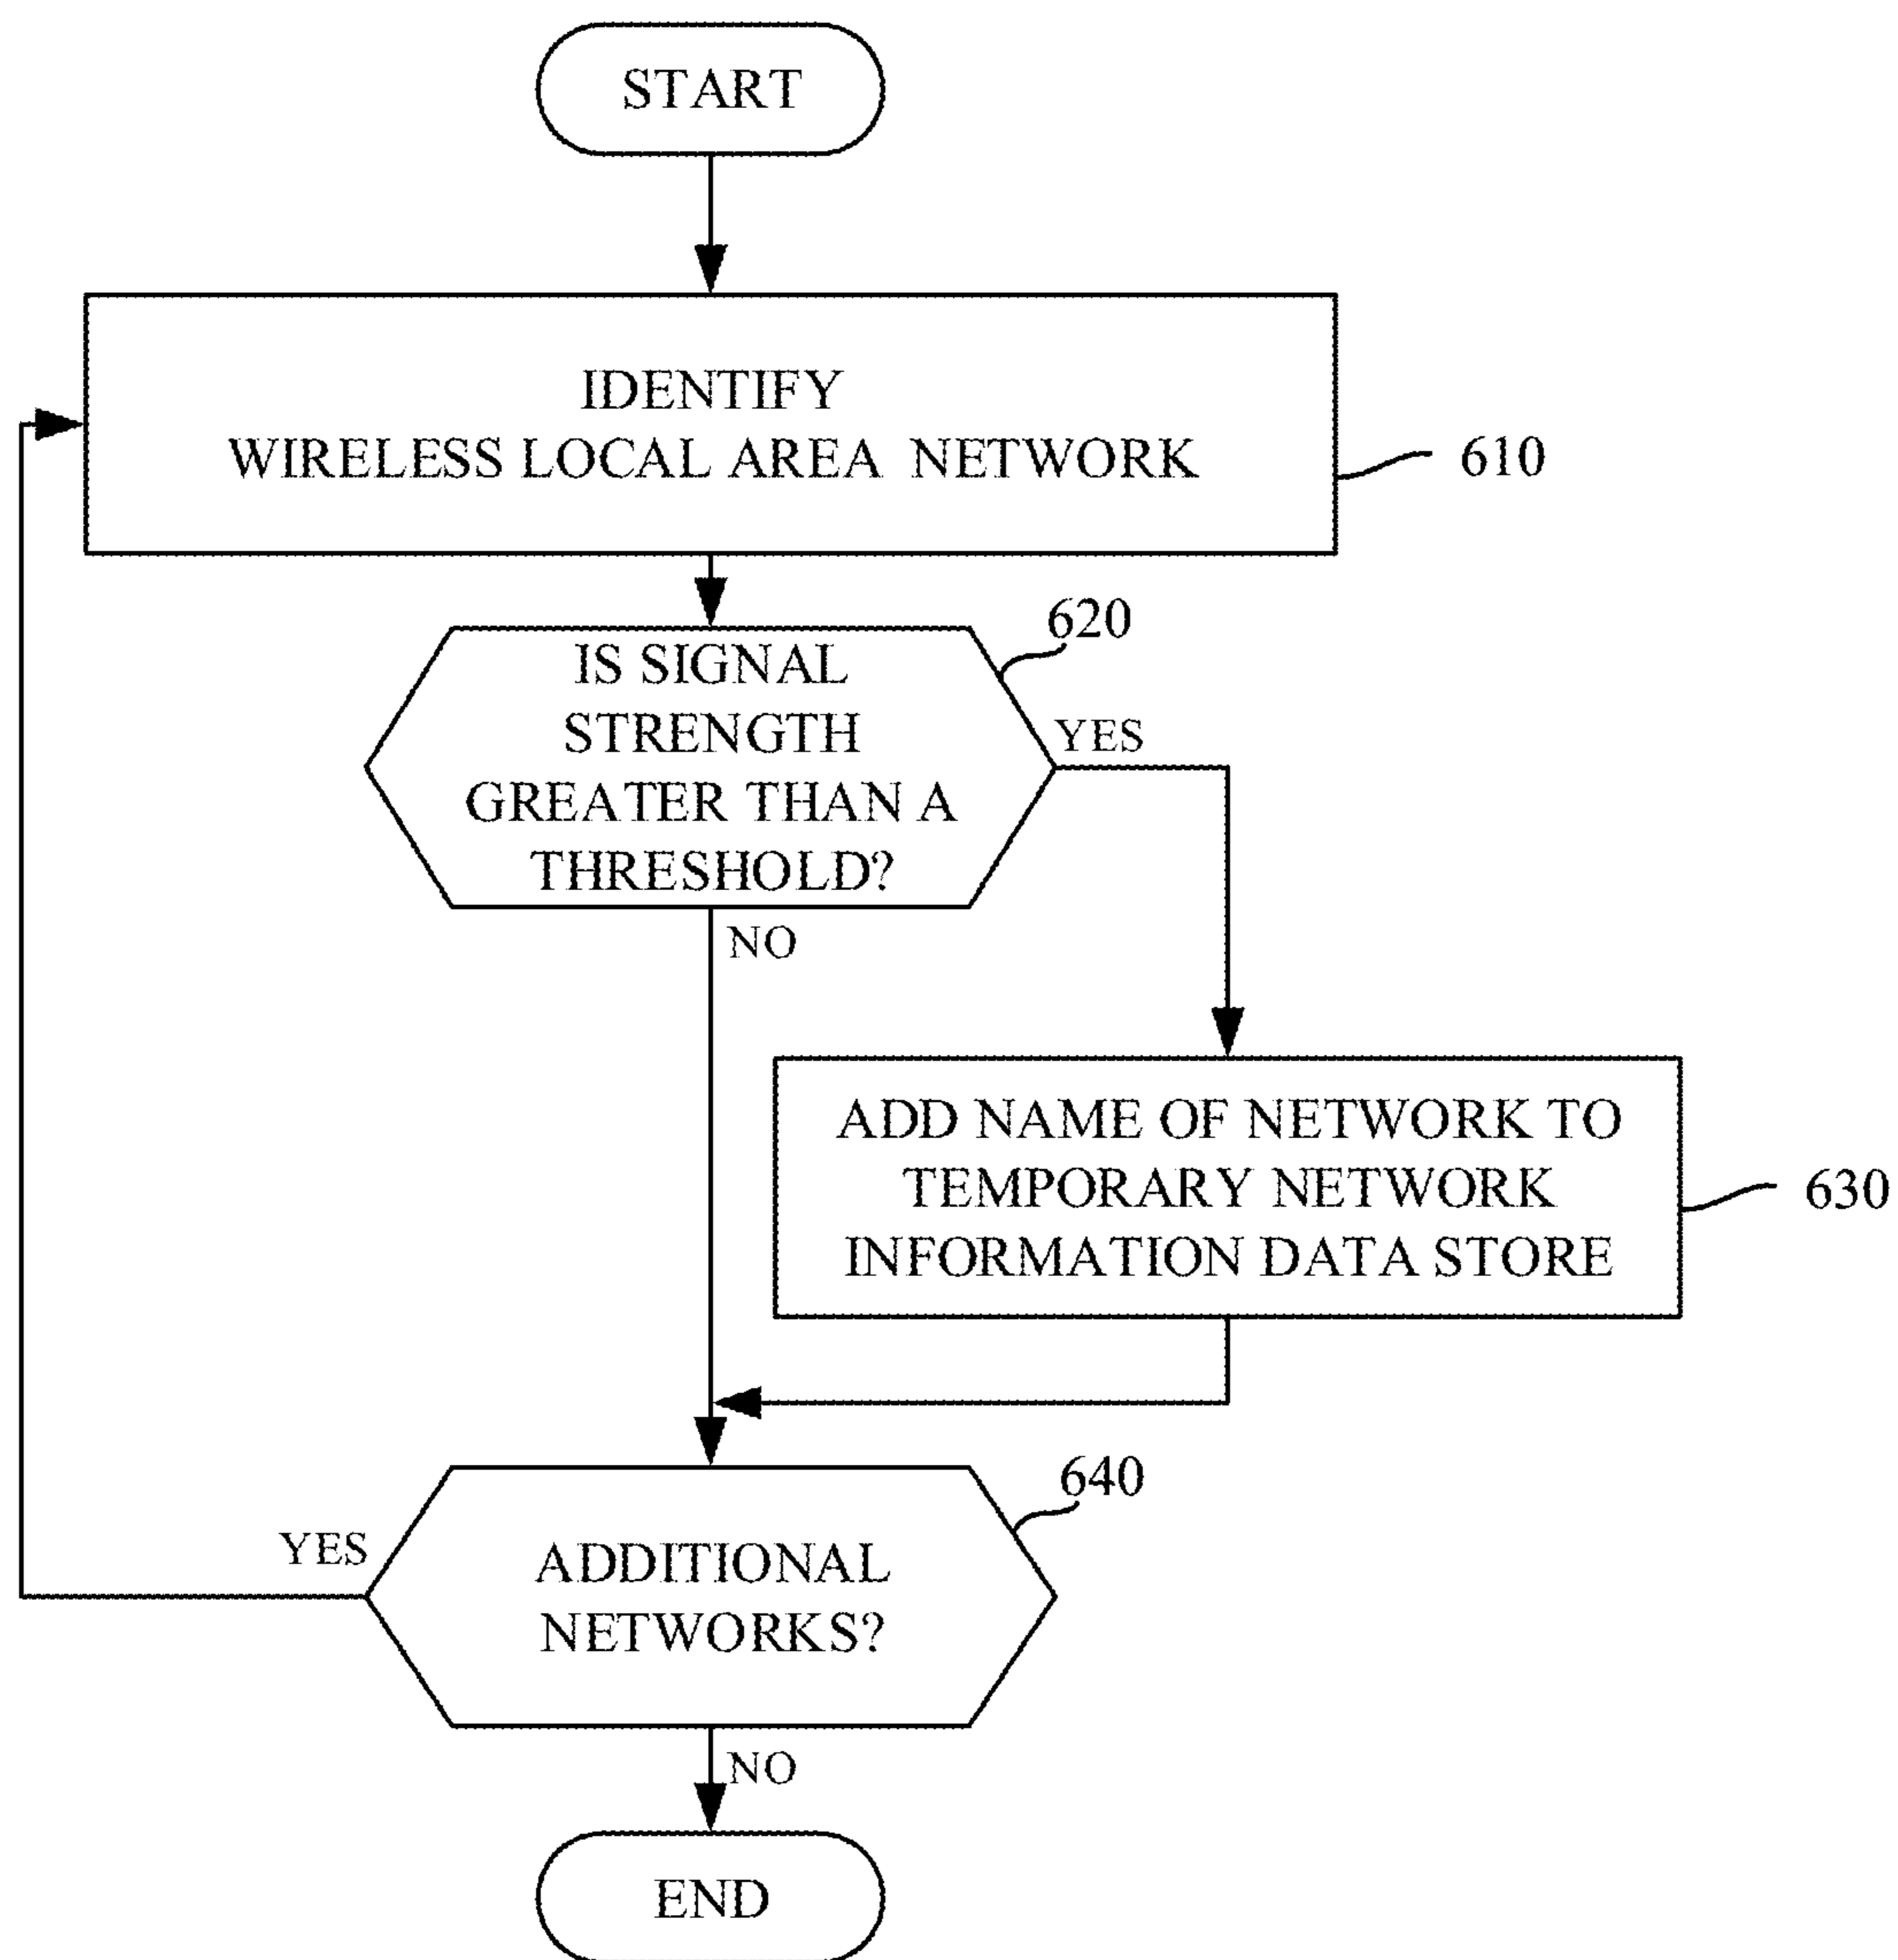 START
IDENTIFY
WIRELESS LOCAL AREA NETWORK
610
620
IS SIGNAL
STRENGTH
GREATER THAN A
THRESHOLD?
YES
NO
ADD NAME OF NETWORK TO
TEMPORARY NETWORK
INFORMATION DATA STORE
630
640
YES
ADDITIONAL
NETWORKS?
NO
END